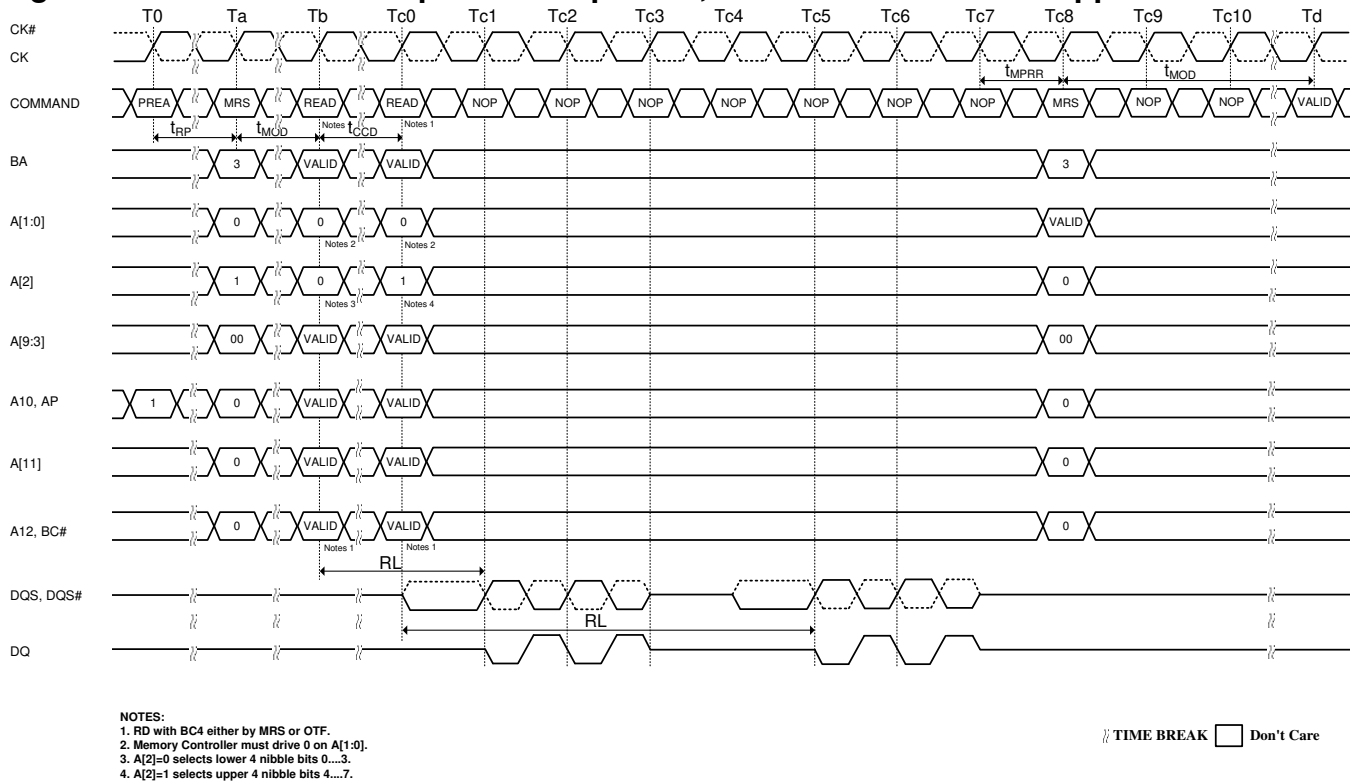 T0 Ta Tb Tc0 Tc1 Tc2 Tc3 Tc4 Tc5 Tc6 Tc7 Tc8 Tc9 Tc10 Td
CK#
CK
tMPRR tMOD
COMMAND PREA MRS READ READ NOP NOP NOP NOP NOP NOP NOP MRS NOP NOP VALID
Notes 1 Notes 1
tRP tMOD tCCD
BA 3 VALID VALID 3
A[1:0] 0 0 0 VALID
Notes 2 Notes 2
A[2] 1 0 1 0
Notes 3 Notes 4
A[9:3] 00 VALID VALID 00
A10, AP 1 0 VALID VALID 0
A[11] 0 VALID VALID 0
A12, BC# 0 VALID VALID 0
Notes 1 Notes 1
RL
DQS, DQS#
RL
DQ
NOTES:
1. RD with BC4 either by MRS or OTF.
2. Memory Controller must drive 0 on A[1:0].
3. A[2]=0 selects lower 4 nibble bits 0....3.
4. A[2]=1 selects upper 4 nibble bits 4....7.
TIME BREAK Don't Care